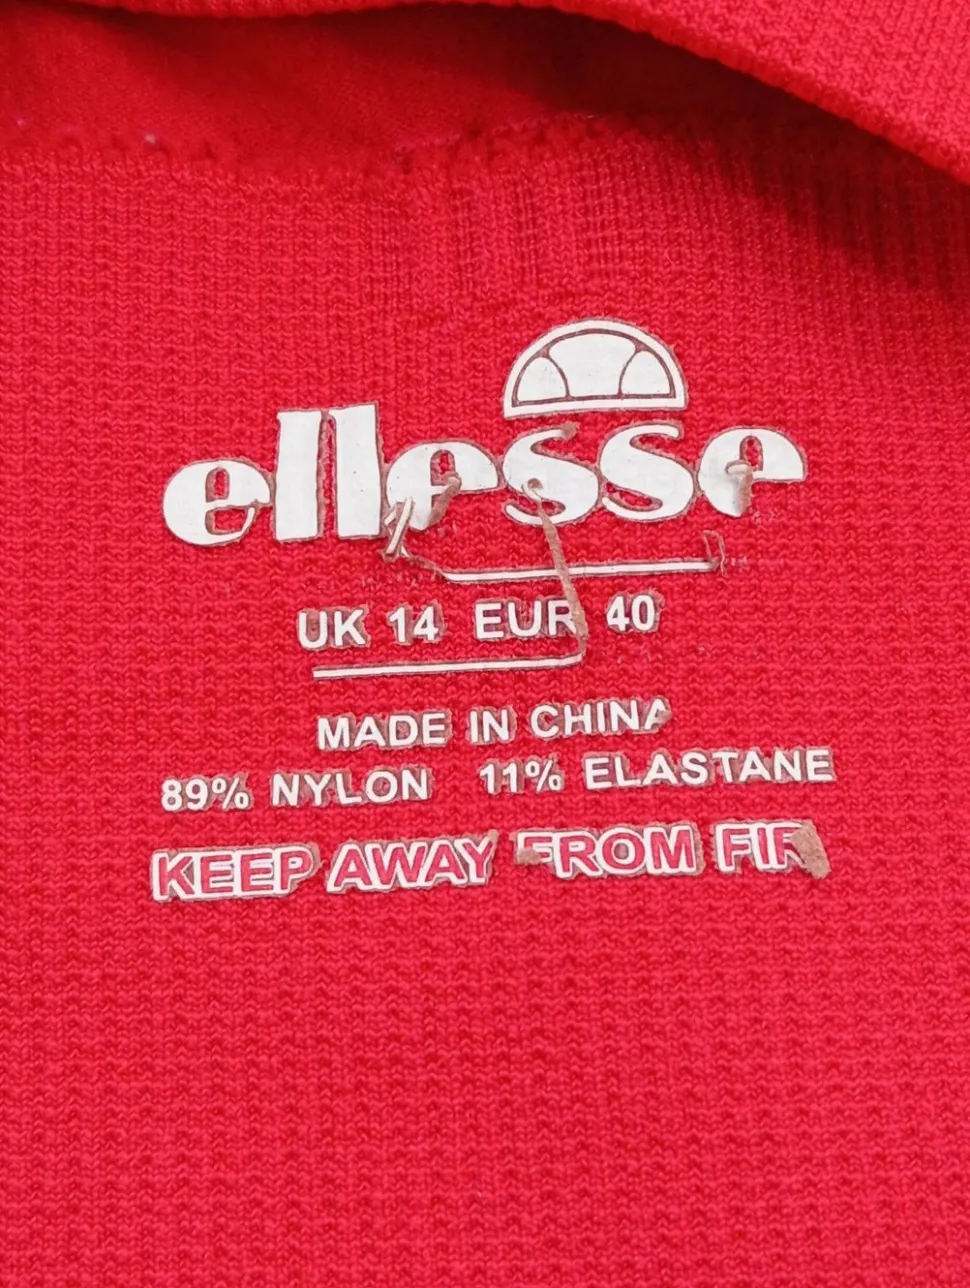 ellesse
UK 14 EUR 40
MADE IN CHINA
89% NYLON 11% ELASTANE
KEEP AWAY FROM FIR